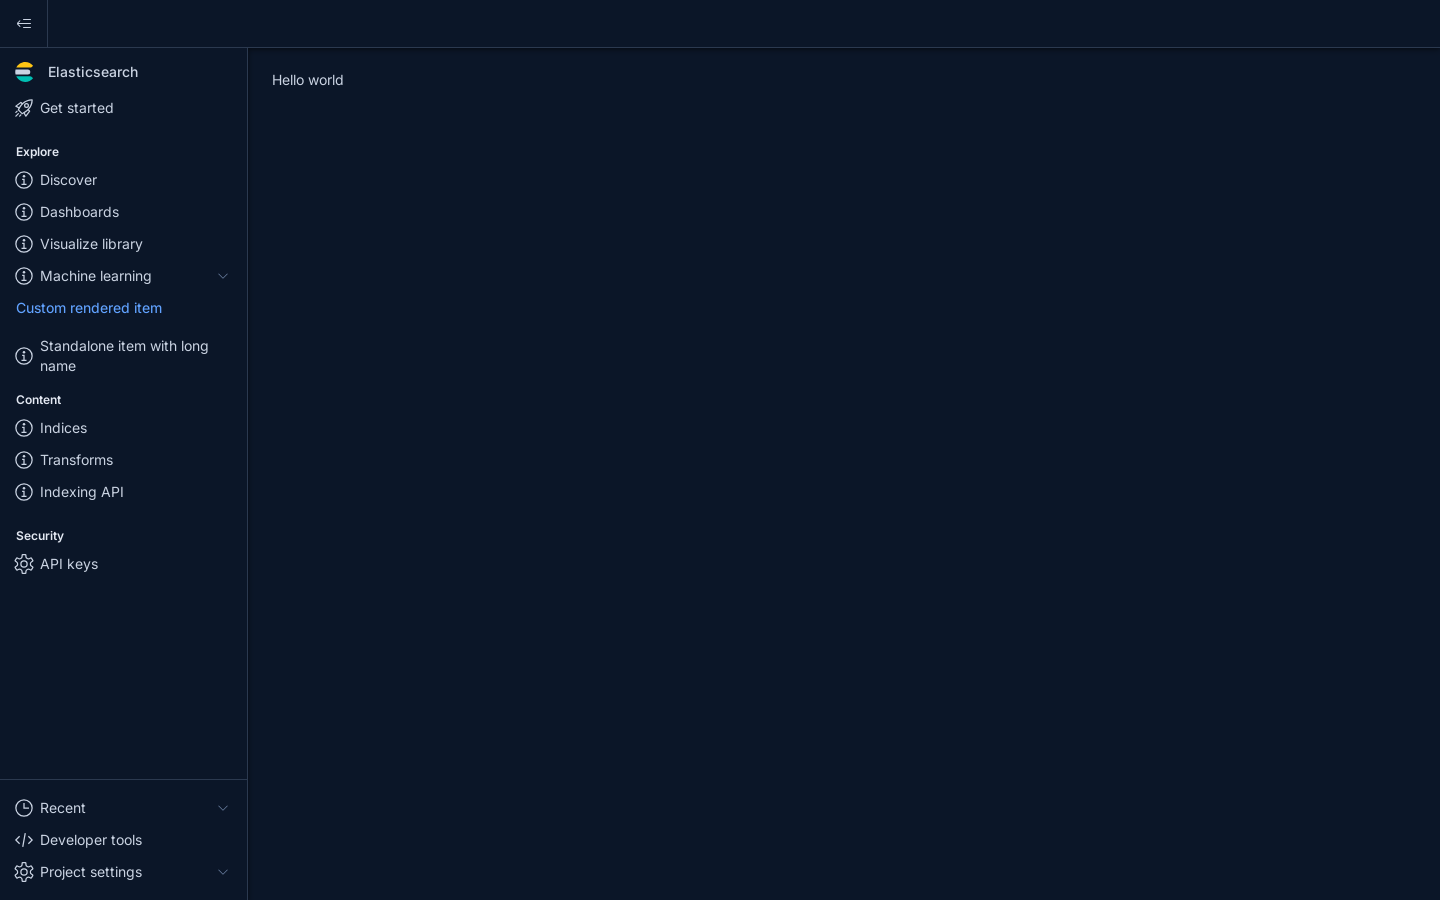 Elasticsearch
Get started
Explore
Discover
Dashboards
Visualize library
Machine learning
Custom rendered item
Standalone item with long
name
Content
Indices
Transforms
Indexing API
Security
API keys
Recent
Developer tools
Project settings
Hello world